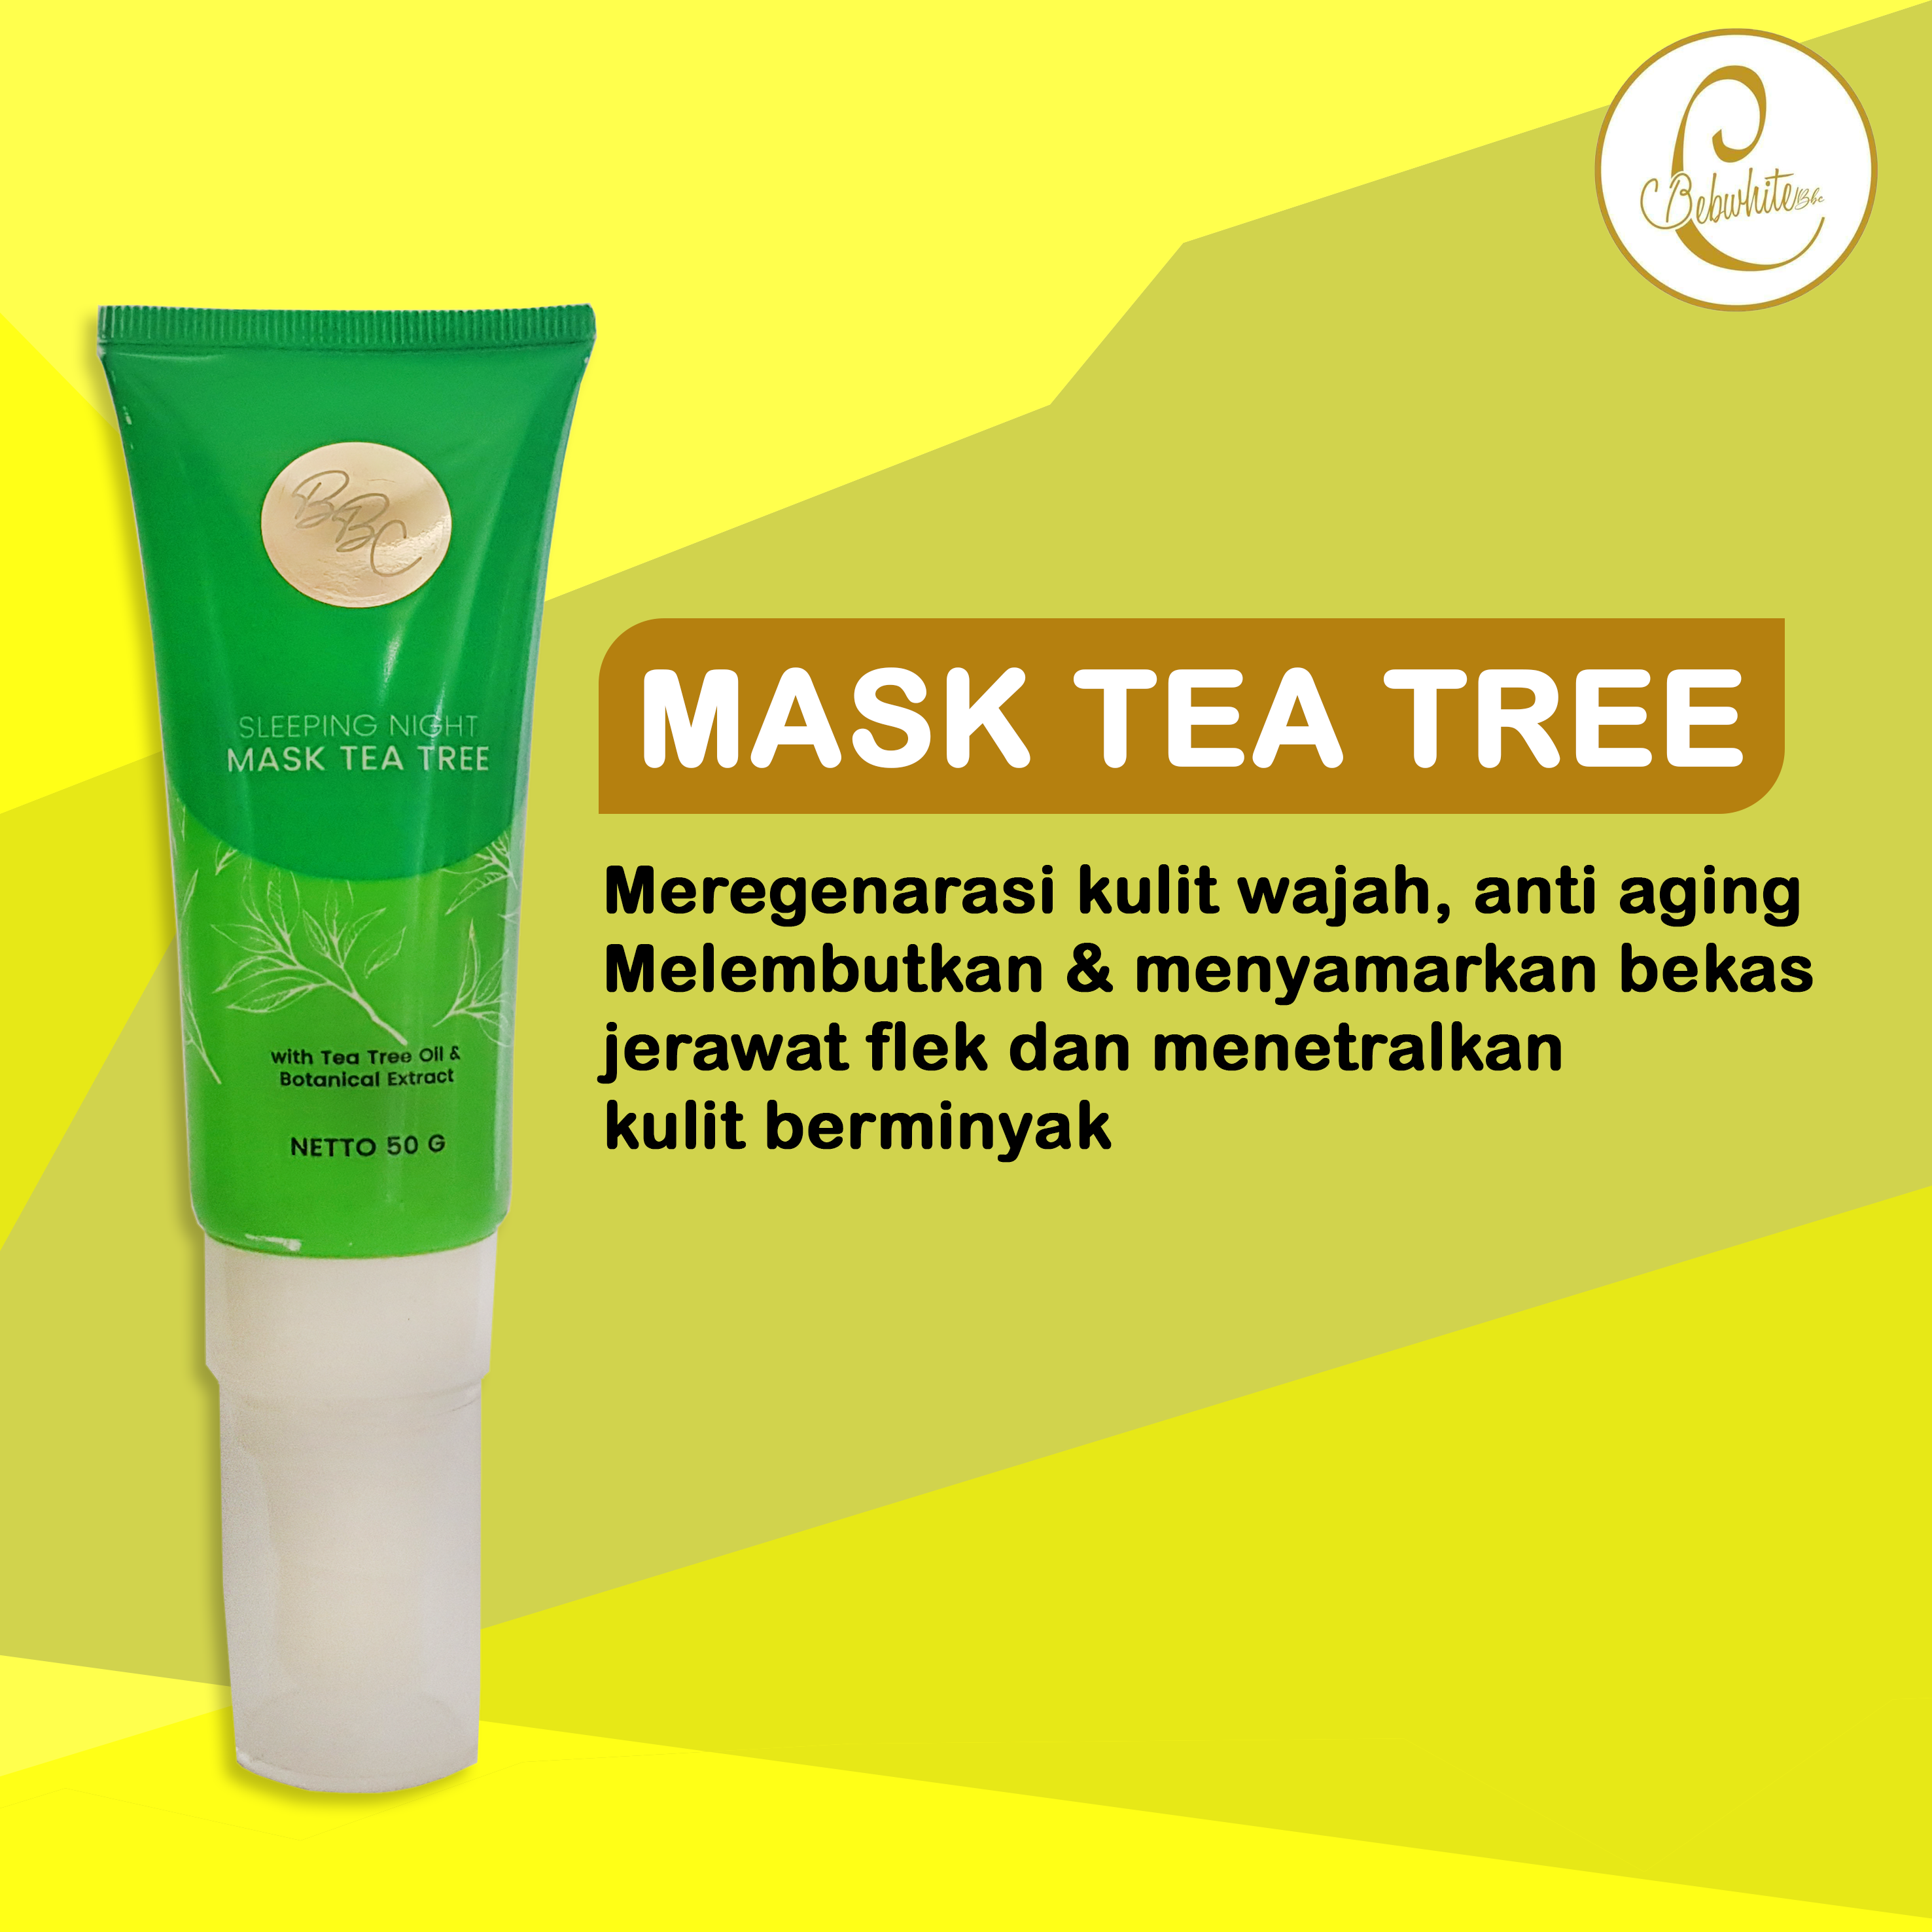 Bebwhite C
Bbc
BBC
SLEEPING NIGHT
MASK TEA TREE
with Tea Tree Oil &
Botanical Extract
NETTO 50 G
MASK TEA TREE
Meregenarasi kulit wajah, anti aging
Melembutkan & menyamarkan bekas
jerawat flek dan menetralkan
kulit berminyak